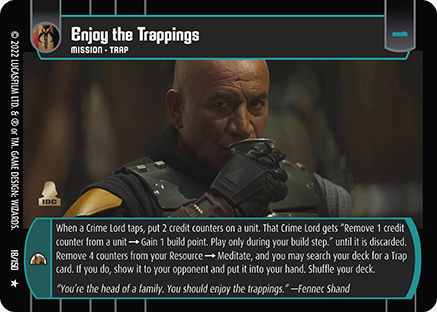 Enjoy the Trappings
MISSION - TRAP
© 2022 LUCASFILM LTD. & ® or TM. GAME DESIGN: WIZARDS.
18/150
IDC
When a Crime Lord taps, put 2 credit counters on a unit. That Crime Lord gets "Remove 1 credit
counter from a unit → Gain 1 build point. Play only during your build step." until it is discarded.
Remove 4 counters from your Resource → Meditate, and you may search your deck for a Trap
card. If you do, show it to your opponent and put it into your hand. Shuffle your deck.
"You're the head of a family. You should enjoy the trappings." —Fennec Shand